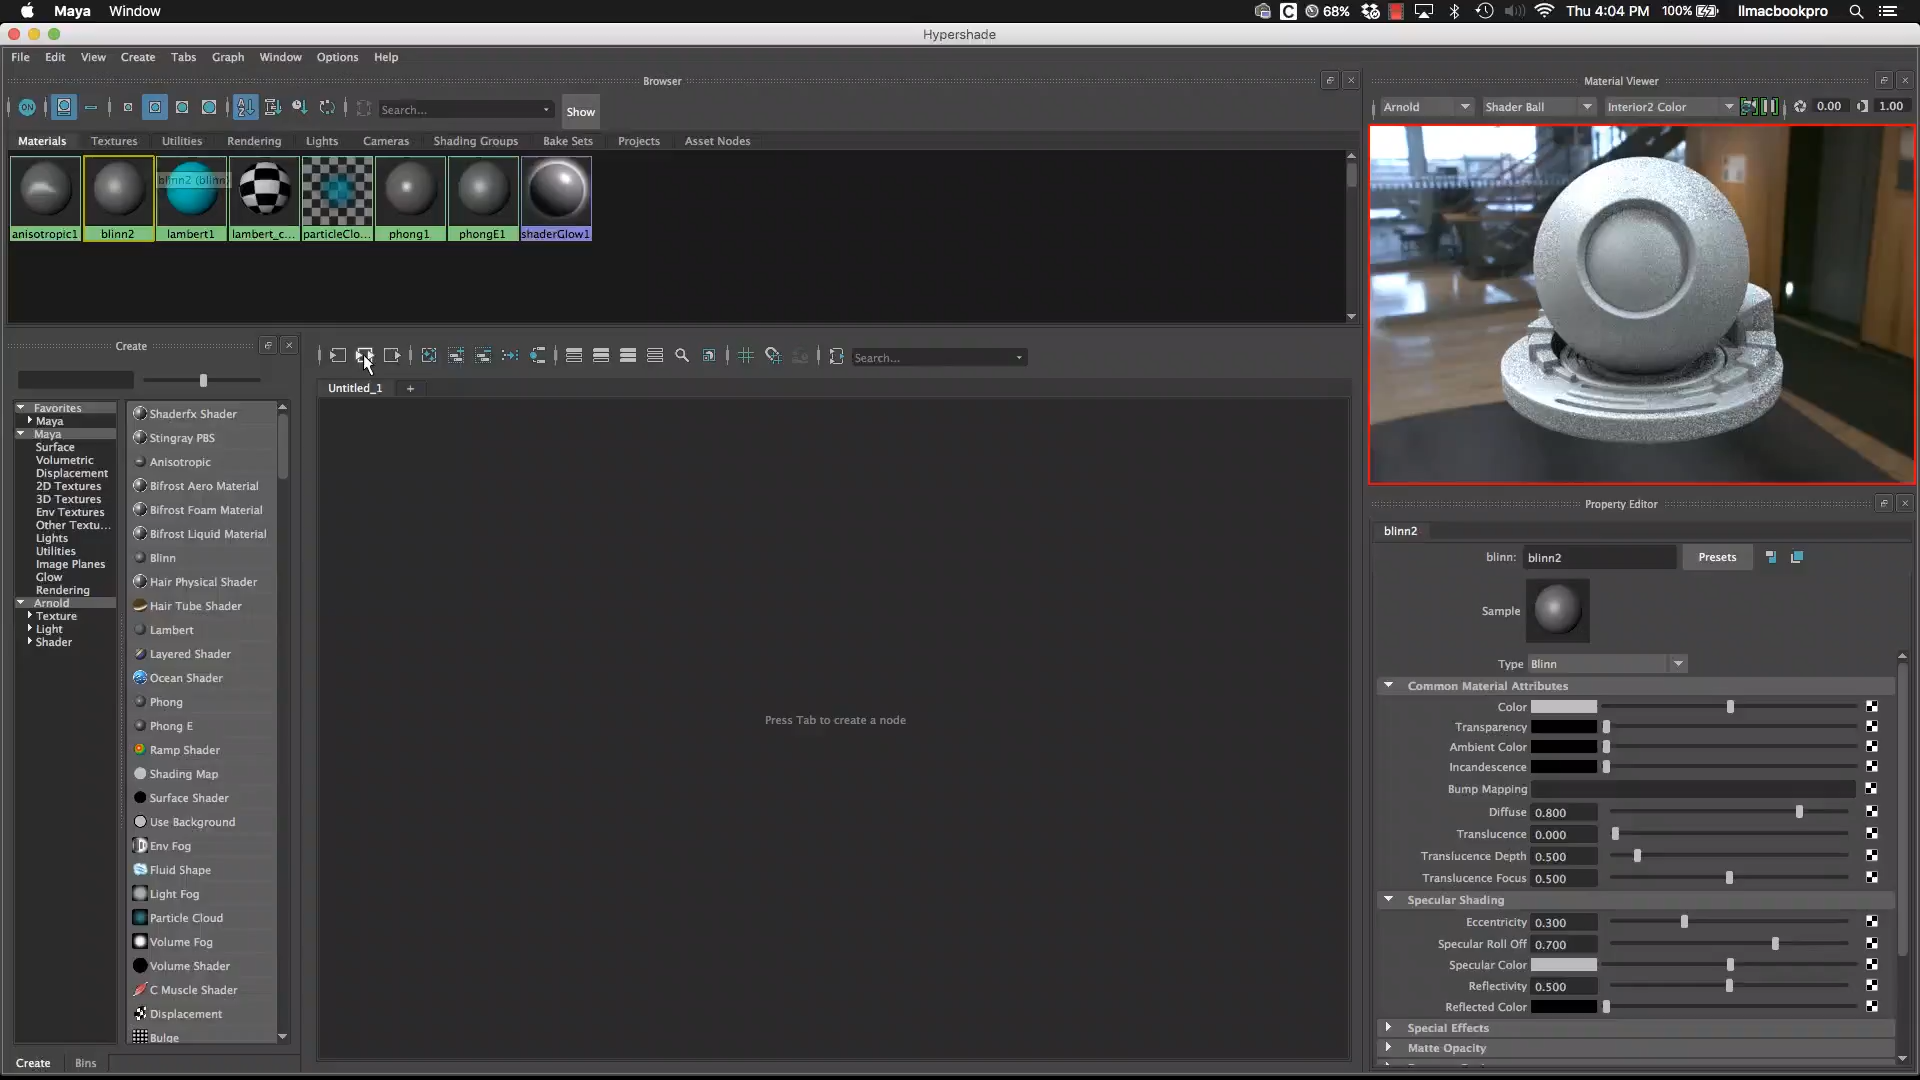 Maya Window
68% Thu 4:04 PM 100% llmacbookpro
Hypershade
File Edit View Create Tabs Graph Window Options Help
Browser
Material Viewer
ON Search... Show
Arnold Shader Ball Interior2 Color 0.00 1.00
Materials Textures Utilities Rendering Lights Cameras Shading Groups Bake Sets Projects Asset Nodes
blinn2 (blinn)
anisotropic1 blinn2 lambert1 lambert_c... particleClo... phong1 phongE1 shaderGlow1
Create
Search...
Untitled_1 +
Favorites
Maya
Maya
Surface
Volumetric
Displacement
2D Textures
3D Textures
Env Textures
Other Textu...
Lights
Utilities
Image Planes
Glow
Rendering
Arnold
Texture
Light
Shader
Shaderfx Shader
Stingray PBS
Anisotropic
Bifrost Aero Material
Bifrost Foam Material
Bifrost Liquid Material
Blinn
Hair Physical Shader
Hair Tube Shader
Lambert
Layered Shader
Ocean Shader
Phong
Phong E
Ramp Shader
Shading Map
Surface Shader
Use Background
Env Fog
Fluid Shape
Light Fog
Particle Cloud
Volume Fog
Volume Shader
C Muscle Shader
Displacement
Bulge
Create Bins
Press Tab to create a node
Property Editor
blinn2
blinn: blinn2 Presets
Sample
Type Blinn
Common Material Attributes
Color
Transparency
Ambient Color
Incandescence
Bump Mapping
Diffuse 0.800
Translucence 0.000
Translucence Depth 0.500
Translucence Focus 0.500
Specular Shading
Eccentricity 0.300
Specular Roll Off 0.700
Specular Color
Reflectivity 0.500
Reflected Color
Special Effects
Matte Opacity